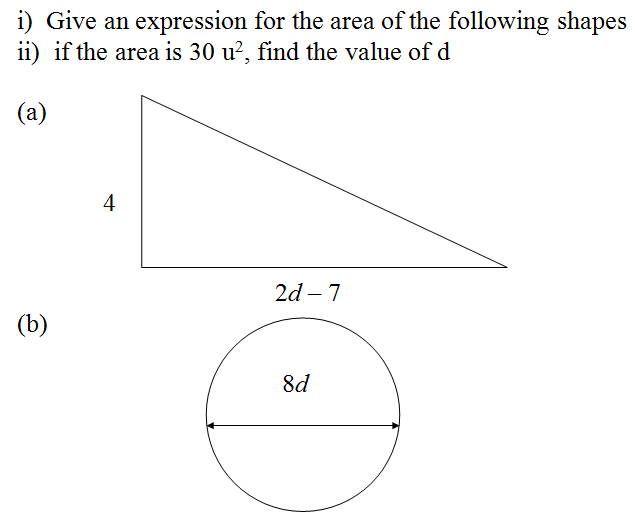 i) Give an expression for the area of the following shapes
ii) if the area is 30 u², find the value of d
(a)
4
2d – 7
(b)
8d